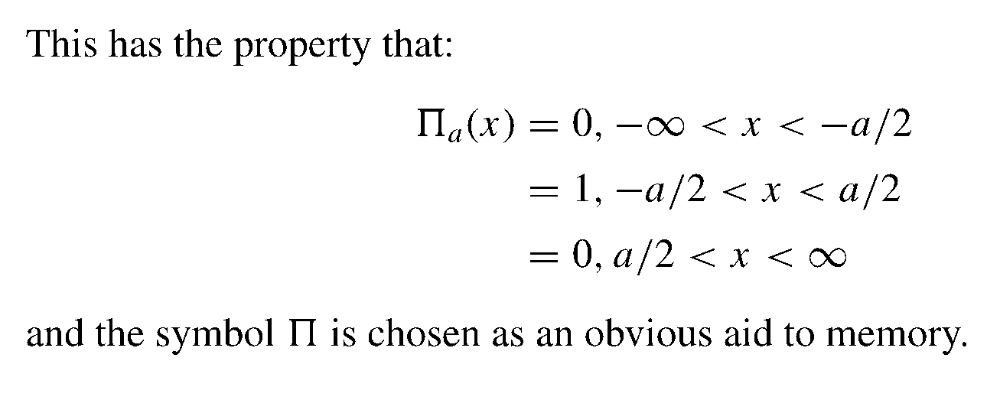 This has the property that:
Πₐ(x) = 0, −∞ < x < −a/2
= 1, −a/2 < x < a/2
= 0, a/2 < x < ∞
and the symbol Π is chosen as an obvious aid to memory.